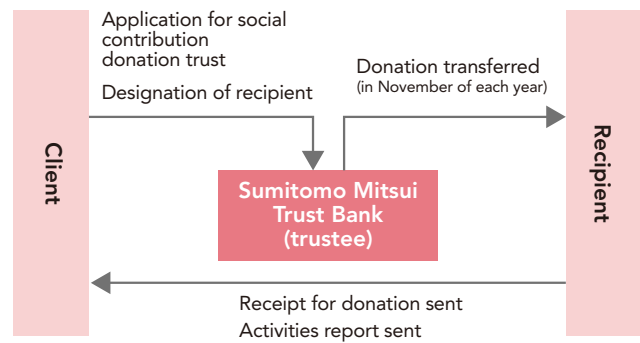 Application for social
contribution
donation trust
Designation of recipient
Donation transferred
(in November of each year)
Client
Sumitomo Mitsui
Trust Bank
(trustee)
Recipient
Receipt for donation sent
Activities report sent